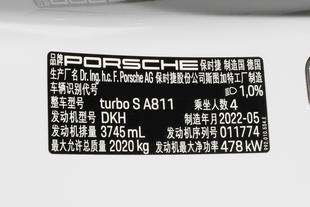 品牌 PORSCHE 保时捷 制造国 德国
生产厂名 Dr. Ing. h.c. F. Porsche AG 保时捷股份公司斯图加特工厂制造
车辆识别代号 1,0%
整车型号 turbo S A811 乘坐人数 4
发动机型号 DKH 制造年月 2022-05
发动机排量 3745 mL 发动机序列号 011774
最大允许总质量 2020 kg 发动机最大净功率 478 kW